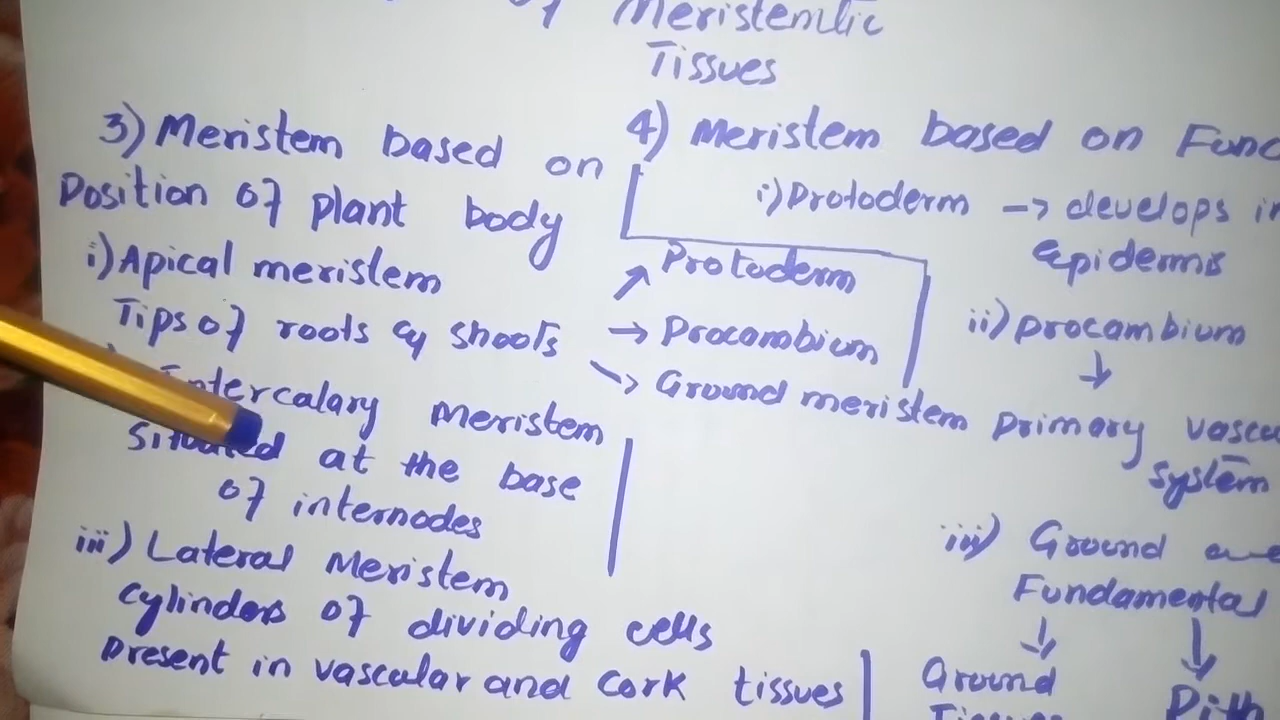 of Meristemtic
Tissues
3) Meristem based on
Position of plant body
i) Apical meristem
Tips of roots & shoots
→ Protoderm
→ Procambium
→ Ground meristem
Intercalary Meristem
Situated at the base
of internodes
iii) Lateral Meristem
Cylinders of dividing cells
Present in vascular and Cork tissues
4) Meristem based on Func
i) Protoderm → develops in
Epidermis
ii) procambium
↓
Primary vascu
system
iii) Ground
Fundamental
↓ ↓
Ground Pith
Tissues